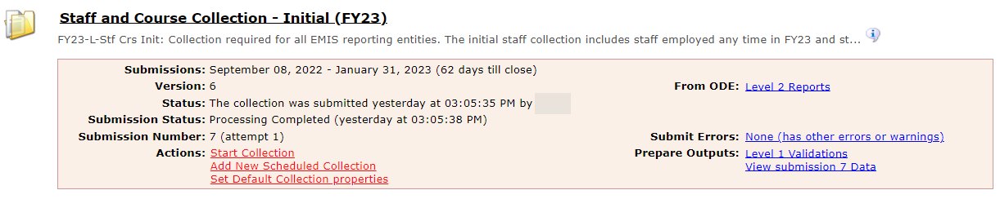 Staff and Course Collection - Initial (FY23)
FY23-L-Stf Crs Init: Collection required for all EMIS reporting entities. The initial staff collection includes staff employed any time in FY23 and st...
Submissions: September 08, 2022 - January 31, 2023 (62 days till close)
Version: 6
From ODE: Level 2 Reports
Status: The collection was submitted yesterday at 03:05:35 PM by
Submission Status: Processing Completed (yesterday at 03:05:38 PM)
Submission Number: 7 (attempt 1)
Submit Errors: None (has other errors or warnings)
Actions: Start Collection
Prepare Outputs: Level 1 Validations
Add New Scheduled Collection
View submission 7 Data
Set Default Collection properties